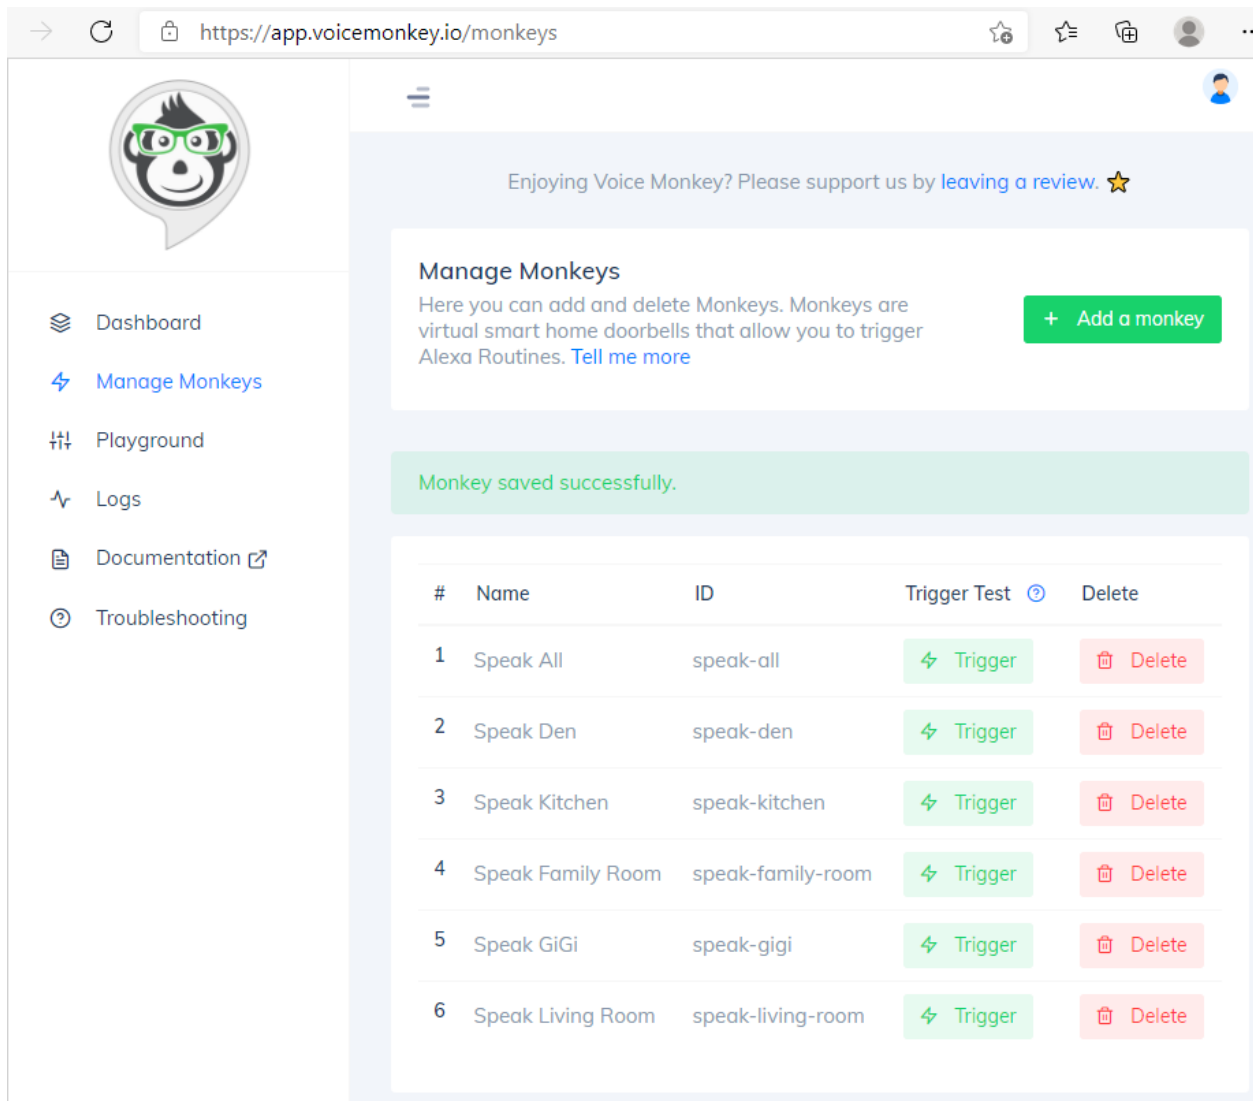 https://app.voicemonkey.io/monkeys
Enjoying Voice Monkey? Please support us by leaving a review.
Manage Monkeys
Here you can add and delete Monkeys. Monkeys are
virtual smart home doorbells that allow you to trigger
Alexa Routines. Tell me more
+ Add a monkey
Dashboard
Manage Monkeys
Playground
Logs
Documentation
Troubleshooting
Monkey saved successfully.
# Name ID Trigger Test ? Delete
1 Speak All speak-all Trigger Delete
2 Speak Den speak-den Trigger Delete
3 Speak Kitchen speak-kitchen Trigger Delete
4 Speak Family Room speak-family-room Trigger Delete
5 Speak GiGi speak-gigi Trigger Delete
6 Speak Living Room speak-living-room Trigger Delete